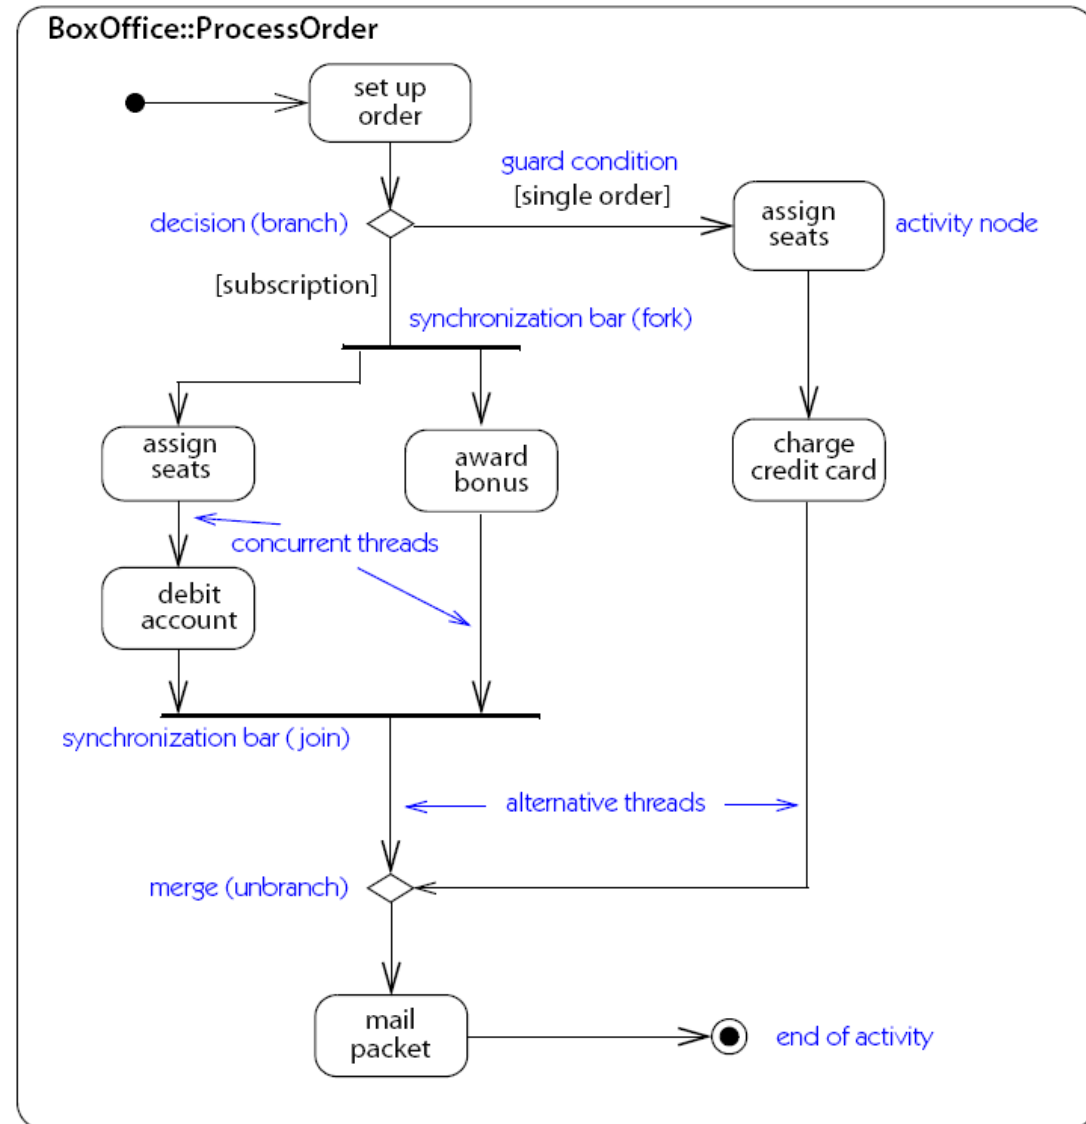 BoxOffice::ProcessOrder
set up
order
guard condition
[single order]
decision (branch)
assign
seats
activity node
[subscription]
synchronization bar (fork)
assign
seats
award
bonus
charge
credit card
concurrent threads
debit
account
synchronization bar (join)
alternative threads
merge (unbranch)
mail
packet
end of activity